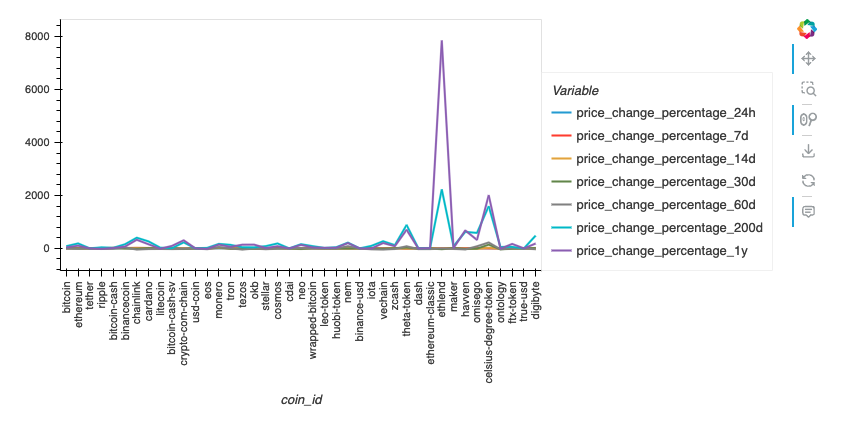 8000
6000
4000
2000
0
bitcoin
ethereum
tether
ripple
bitcoin-cash
binancecoin
chainlink
cardano
litecoin
bitcoin-cash-sv
crypto-com-chain
usd-coin
eos
monero
tron
tezos
okb
stellar
cosmos
cdai
neo
wrapped-bitcoin
leo-token
huobi-token
nem
binance-usd
iota
vechain
zcash
theta-token
dash
ethereum-classic
ethlend
maker
havven
omisego
celsius-degree-token
ontology
ftx-token
true-usd
digibyte
coin_id
Variable
price_change_percentage_24h
price_change_percentage_7d
price_change_percentage_14d
price_change_percentage_30d
price_change_percentage_60d
price_change_percentage_200d
price_change_percentage_1y